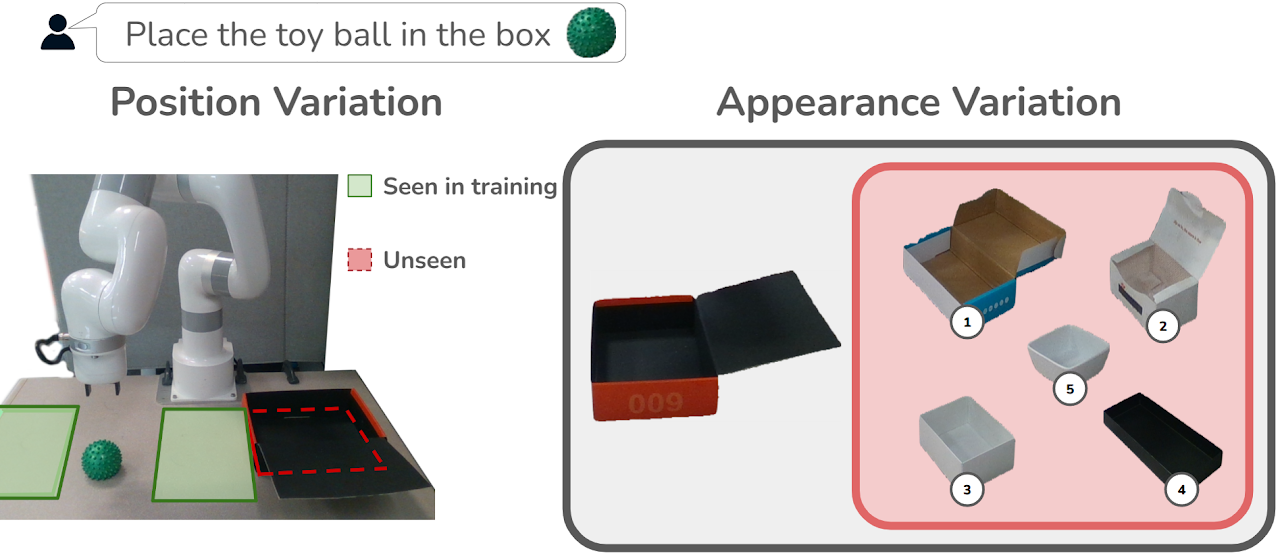 Place the toy ball in the box
Position Variation
Appearance Variation
Seen in training
Unseen
009
1
2
5
3
4